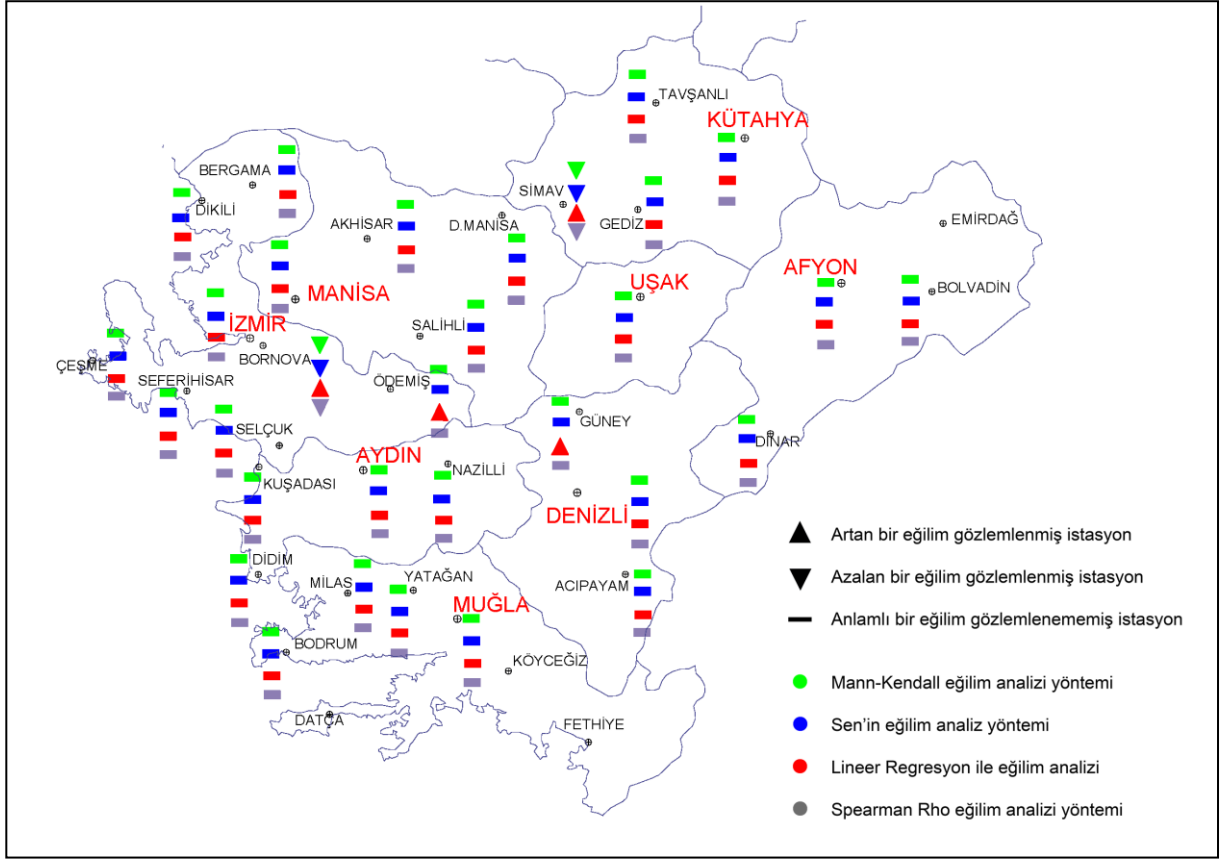 TAVŞANLI
KÜTAHYA
BERGAMA
SİMAV
DİKİLİ
GEDİZ
EMİRDAĞ
AKHİSAR
D.MANİSA
AFYON
UŞAK
MANİSA
BOLVADİN
İZMİR
SALİHLİ
BORNOVA
ÇEŞME
SEFERİHİSAR
ÖDEMİŞ
GÜNEY
SELÇUK
DİNAR
AYDIN
NAZİLLİ
KUŞADASI
DENİZLİ
Artan bir eğilim gözlemlenmiş istasyon
DİDİM
MİLAS
YATAĞAN
ACIPAYAM
Azalan bir eğilim gözlemlenmiş istasyon
MUĞLA
Anlamlı bir eğilim gözlemlenememiş istasyon
BODRUM
KÖYCEĞİZ
Mann-Kendall eğilim analizi yöntemi
DATÇA
FETHİYE
Sen'in eğilim analiz yöntemi
Lineer Regresyon ile eğilim analizi
Spearman Rho eğilim analizi yöntemi